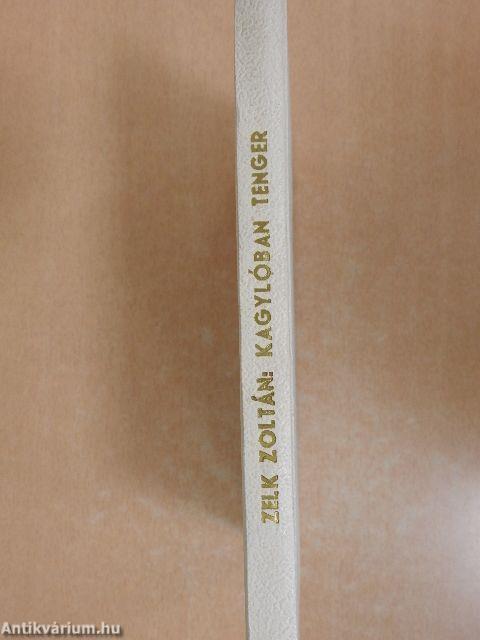 ZELK ZOLTÁN: KAGYLÓBAN TENGER
Antikvárium.hu